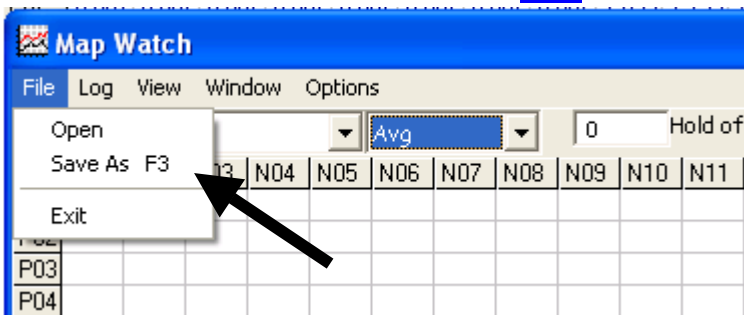 Map Watch
File Log View Window Options
Open Avg 0 Hold of
Save As F3
N04 N05 N06 N07 N08 N09 N10 N11
Exit
P03
P04